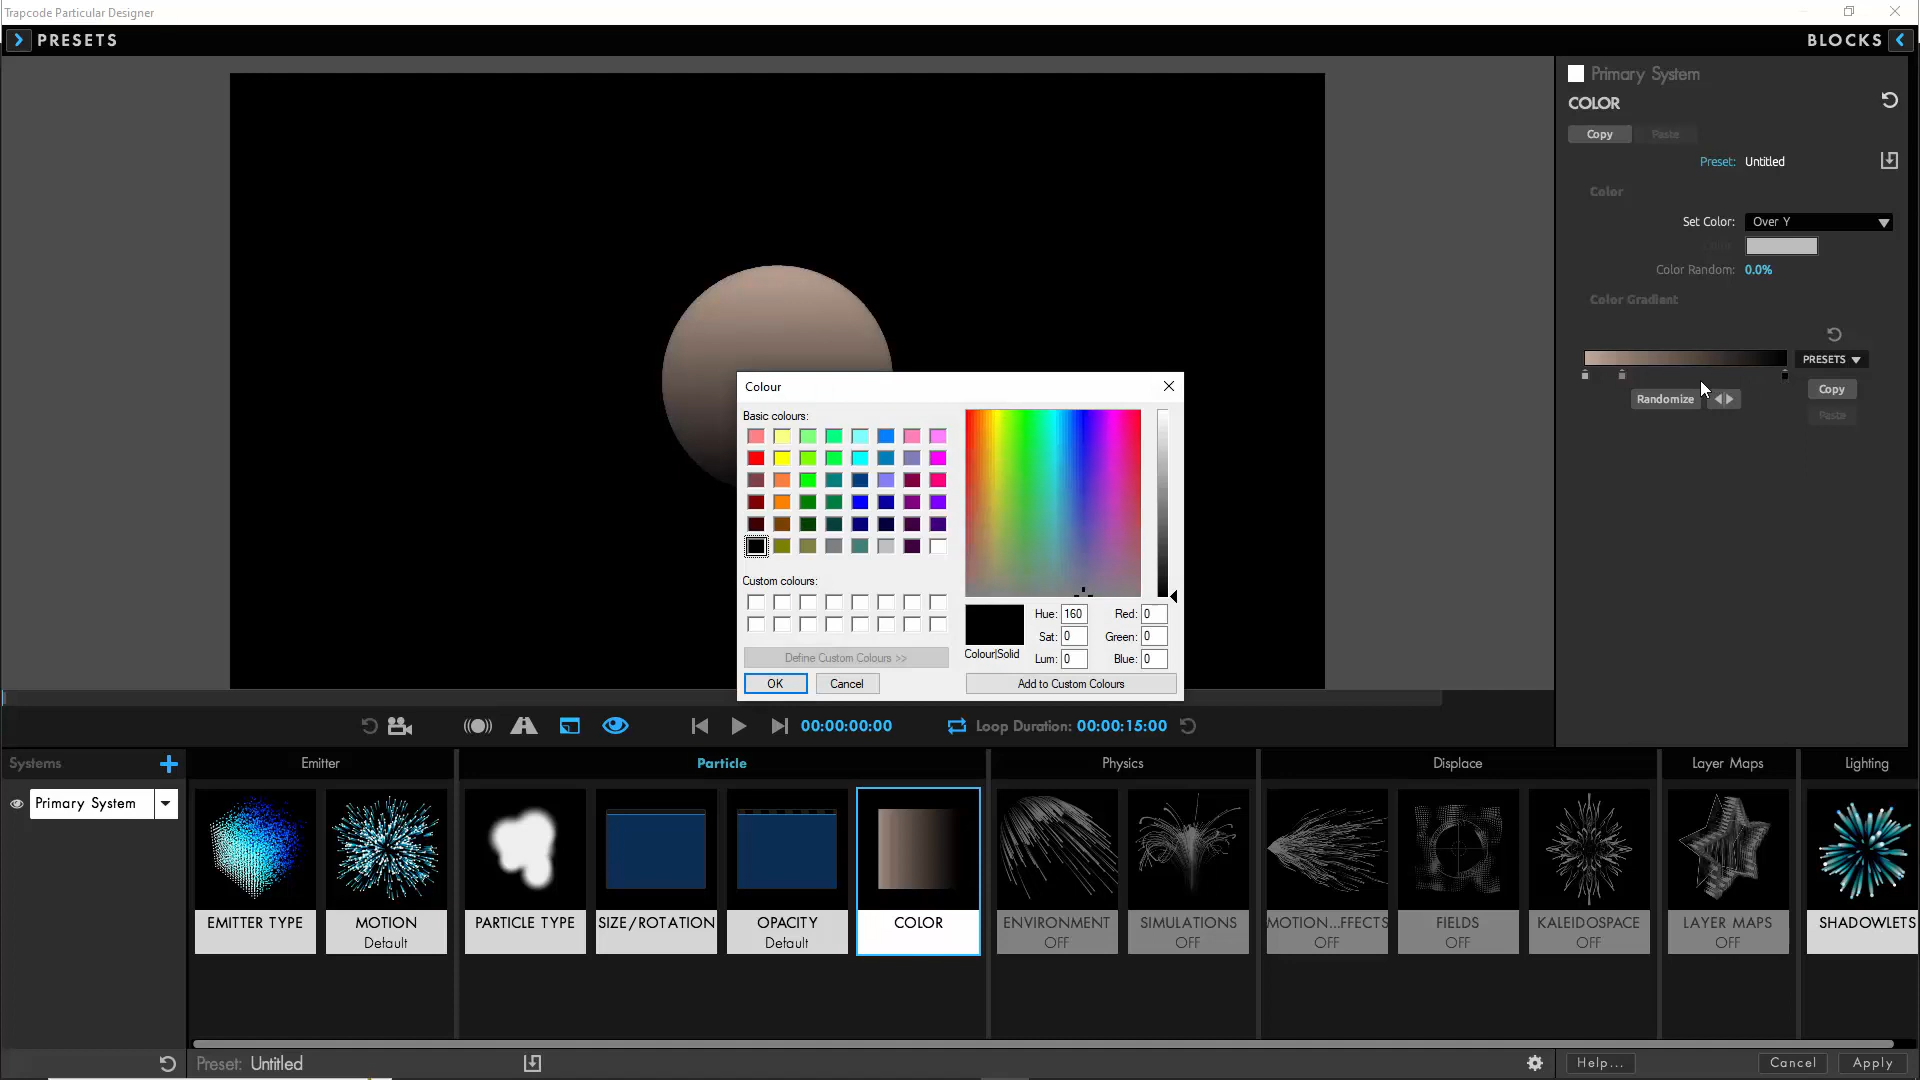 Trapcode Particular Designer
PRESETS
BLOCKS
Primary System
COLOR
Copy
Paste
Preset: Untitled
Color
Set Color: Over Y
Color:
Color Random: 0.0%
Color Gradient
PRESETS
Randomize
Copy
Paste
Colour
Basic colours:
Custom colours:
Define Custom Colours >>
OK
Cancel
Hue: 160
Red: 0
Sat: 0
Green: 0
Colour|Solid
Lum: 0
Blue: 0
Add to Custom Colours
00:00:00:00
Loop Duration: 00:00:15:00
Systems
Emitter
Particle
Physics
Displace
Layer Maps
Lighting
Primary System
EMITTER TYPE
MOTION
Default
PARTICLE TYPE
SIZE/ROTATION
OPACITY
Default
COLOR
ENVIRONMENT
OFF
SIMULATIONS
OFF
MOTION...FFECTS
OFF
FIELDS
OFF
KALEIDOSPACE
OFF
LAYER MAPS
OFF
SHADOWLETS
Preset: Untitled
Help...
Cancel
Apply